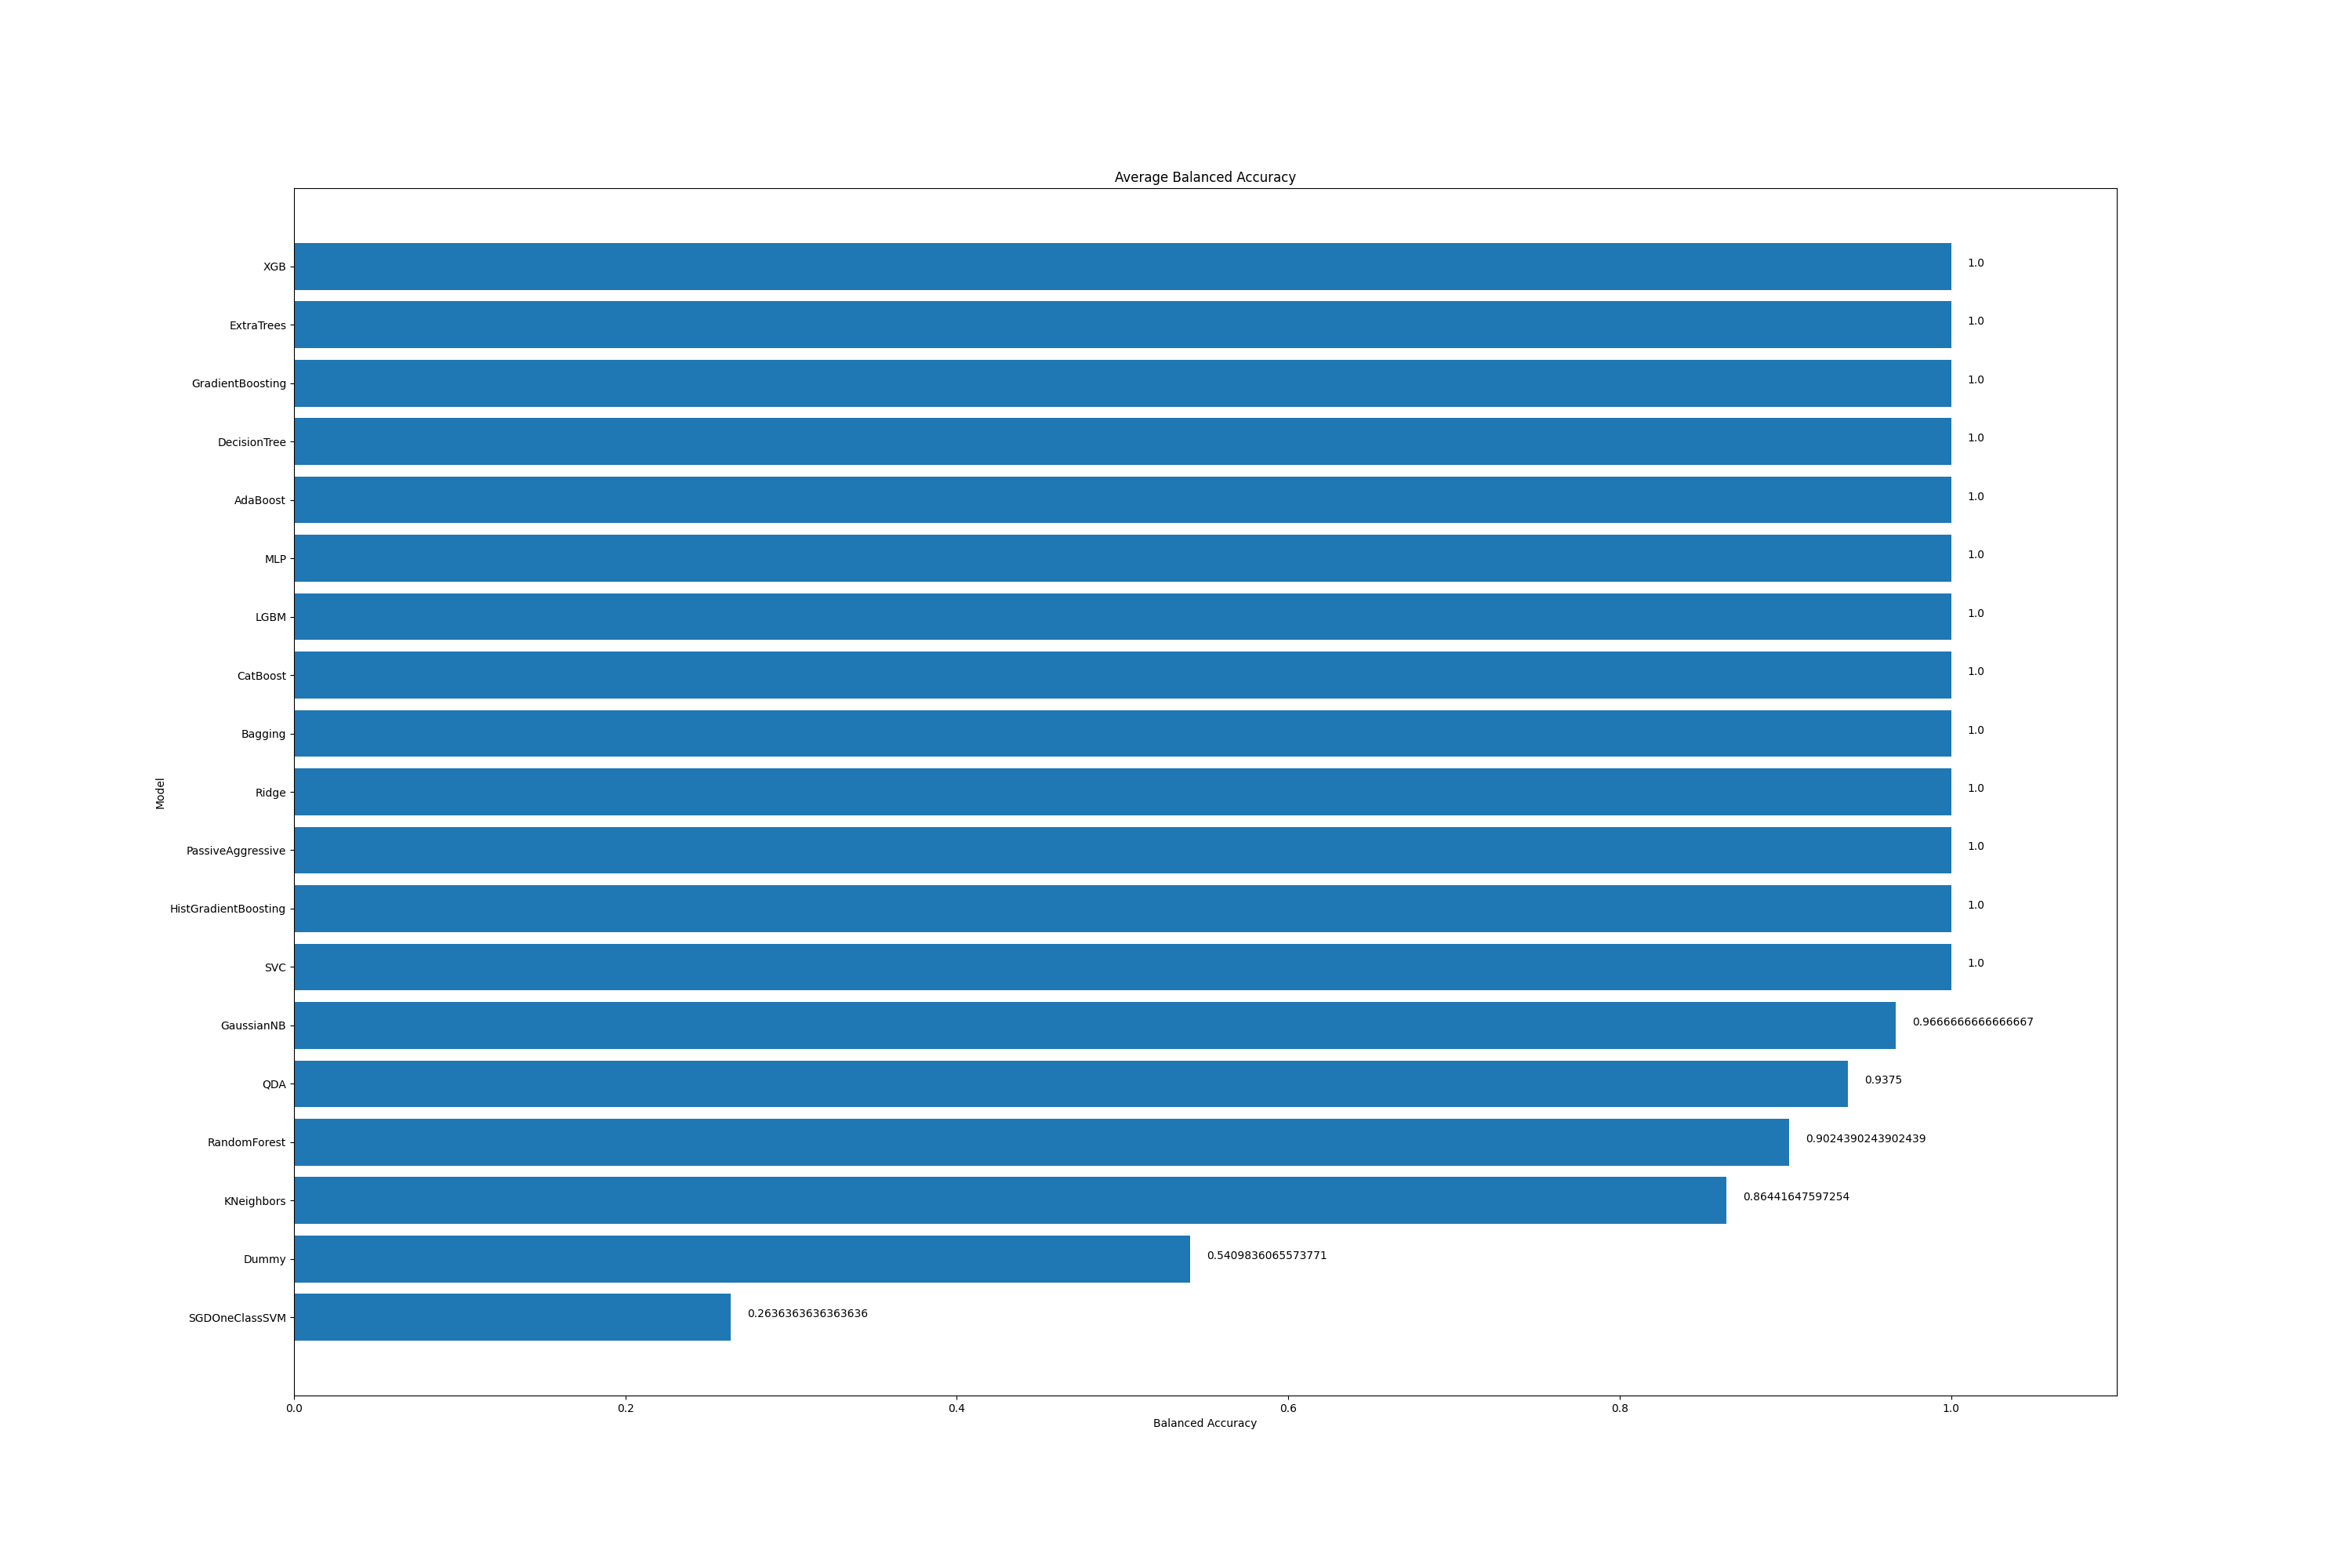 Average Balanced Accuracy
XGB 1.0
ExtraTrees 1.0
GradientBoosting 1.0
DecisionTree 1.0
AdaBoost 1.0
MLP 1.0
LGBM 1.0
CatBoost 1.0
Bagging 1.0
Ridge 1.0
Model
PassiveAggressive 1.0
HistGradientBoosting 1.0
SVC 1.0
GaussianNB 0.9666666666666667
QDA 0.9375
RandomForest 0.9024390243902439
KNeighbors 0.86441647597254
Dummy 0.5409836065573771
SGDOneClassSVM 0.2636363636363636
0.0 0.2 0.4 0.6 0.8 1.0
Balanced Accuracy